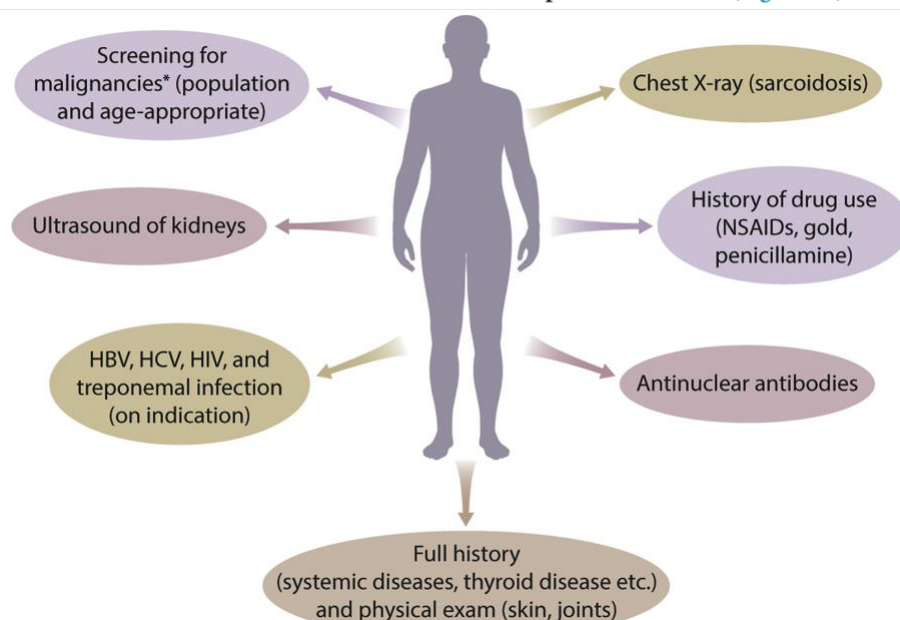 Screening for
malignancies* (population
and age-appropriate)
Chest X-ray (sarcoidosis)
Ultrasound of kidneys
History of drug use
(NSAIDs, gold,
penicillamine)
HBV, HCV, HIV, and
treponemal infection
(on indication)
Antinuclear antibodies
Full history
(systemic diseases, thyroid disease etc.)
and physical exam (skin, joints)